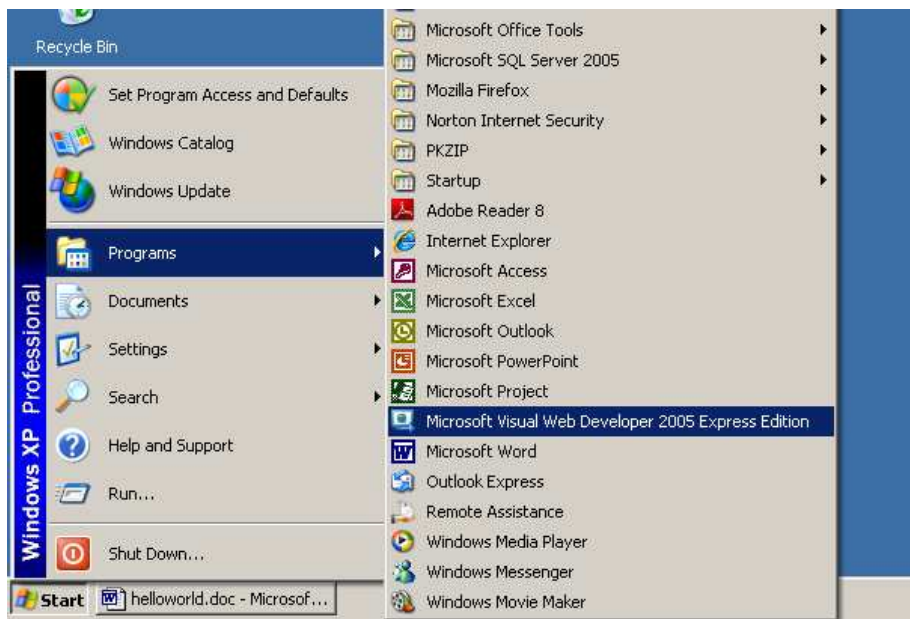 Recycle Bin
Set Program Access and Defaults
Windows Catalog
Windows Update
Programs
Documents
Settings
Search
Help and Support
Run...
Shut Down...
Windows XP Professional
Microsoft Office Tools
Microsoft SQL Server 2005
Mozilla Firefox
Norton Internet Security
PKZIP
Startup
Adobe Reader 8
Internet Explorer
Microsoft Access
Microsoft Excel
Microsoft Outlook
Microsoft PowerPoint
Microsoft Project
Microsoft Visual Web Developer 2005 Express Edition
Microsoft Word
Outlook Express
Remote Assistance
Windows Media Player
Windows Messenger
Windows Movie Maker
Start
helloworld.doc - Microsof...